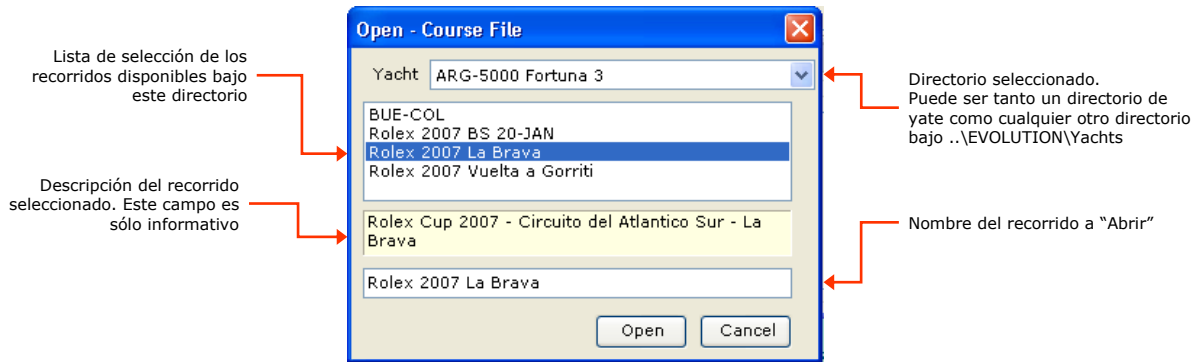 Open - Course File
Lista de selección de los
recorridos disponibles bajo
este directorio
Yacht ARG-5000 Fortuna 3
Directorio seleccionado.
Puede ser tanto un directorio de
yate como cualquier otro directorio
bajo ..\EVOLUTION\Yachts
BUE-COL
Rolex 2007 BS 20-JAN
Rolex 2007 La Brava
Rolex 2007 Vuelta a Gorriti
Descripción del recorrido
seleccionado. Este campo es
sólo informativo
Rolex Cup 2007 - Circuito del Atlantico Sur - La
Brava
Nombre del recorrido a “Abrir”
Rolex 2007 La Brava
Open Cancel